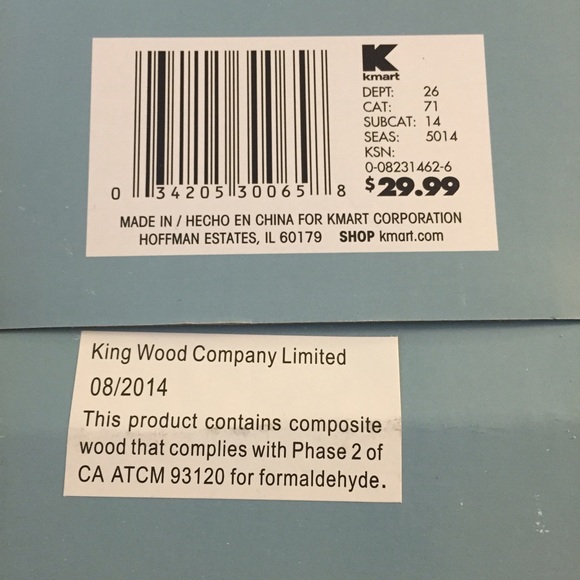 K
kmart
DEPT: 26
CAT: 71
SUBCAT: 14
SEAS: 5014
KSN:
0-08231462-6
$29.99
0 34205 30065 8
MADE IN / HECHO EN CHINA FOR KMART CORPORATION
HOFFMAN ESTATES, IL 60179 SHOP kmart.com
King Wood Company Limited
08/2014
This product contains composite
wood that complies with Phase 2 of
CA ATCM 93120 for formaldehyde.